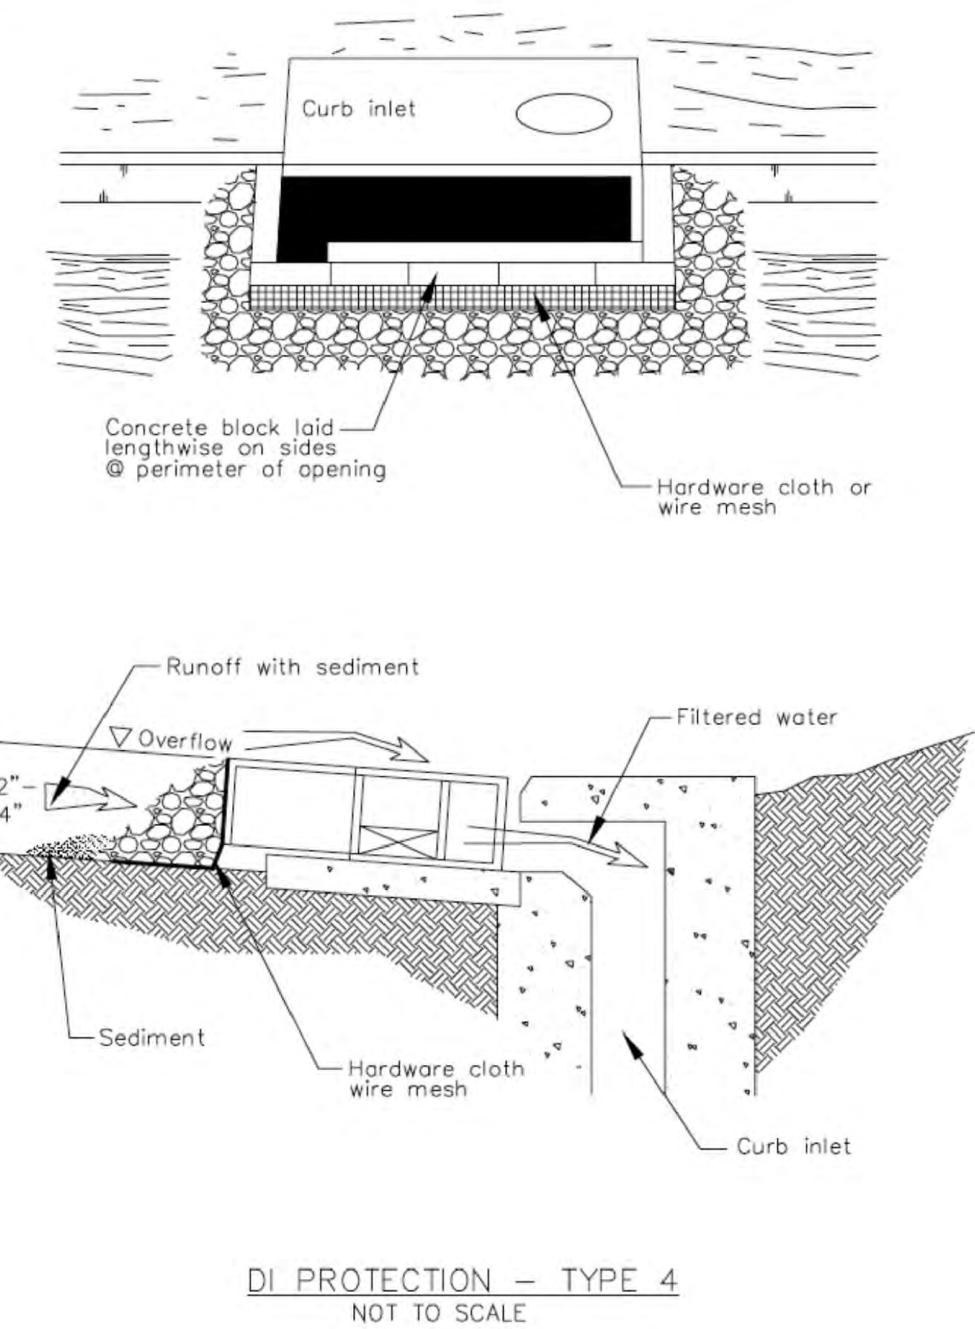 Curb inlet
Concrete block laid
lengthwise on sides
@ perimeter of opening
Hardware cloth or
wire mesh
Runoff with sediment
Overflow
Filtered water
2"
4"
Sediment
Hardware cloth
wire mesh
Curb inlet
DI PROTECTION – TYPE 4
NOT TO SCALE